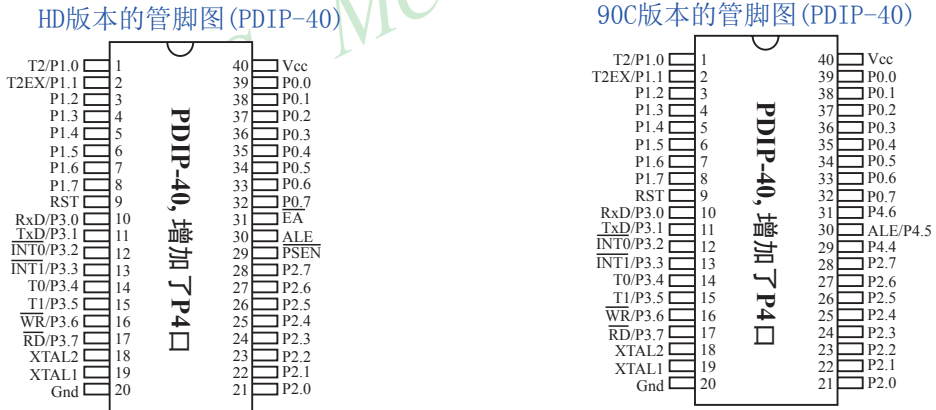 HD版本的管脚图(PDIP-40)
T2/P1.0 1 40 Vcc
T2EX/P1.1 2 39 P0.0
P1.2 3 38 P0.1
P1.3 4 37 P0.2
P1.4 5 36 P0.3
P1.5 6 35 P0.4
P1.6 7 34 P0.5
P1.7 8 33 P0.6
RST 9 32 P0.7
RxD/P3.0 10 31 EA
TxD/P3.1 11 30 ALE
INT0/P3.2 12 29 PSEN
INT1/P3.3 13 28 P2.7
T0/P3.4 14 27 P2.6
T1/P3.5 15 26 P2.5
WR/P3.6 16 25 P2.4
RD/P3.7 17 24 P2.3
XTAL2 18 23 P2.2
XTAL1 19 22 P2.1
Gnd 20 21 P2.0
PDIP-40,增加了P4口
90C版本的管脚图(PDIP-40)
T2/P1.0 1 40 Vcc
T2EX/P1.1 2 39 P0.0
P1.2 3 38 P0.1
P1.3 4 37 P0.2
P1.4 5 36 P0.3
P1.5 6 35 P0.4
P1.6 7 34 P0.5
P1.7 8 33 P0.6
RST 9 32 P0.7
RxD/P3.0 10 31 P4.6
TxD/P3.1 11 30 ALE/P4.5
INT0/P3.2 12 29 P4.4
INT1/P3.3 13 28 P2.7
T0/P3.4 14 27 P2.6
T1/P3.5 15 26 P2.5
WR/P3.6 16 25 P2.4
RD/P3.7 17 24 P2.3
XTAL2 18 23 P2.2
XTAL1 19 22 P2.1
Gnd 20 21 P2.0
PDIP-40,增加了P4口